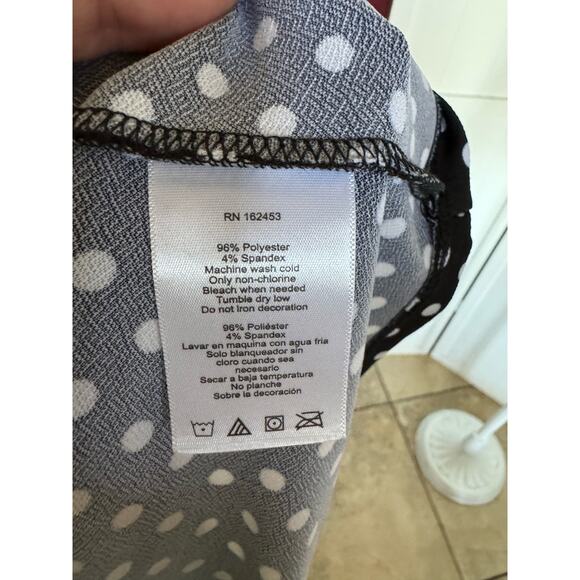 RN 162453
96% Polyester
4% Spandex
Machine wash cold
Only non-chlorine
Bleach when needed
Tumble dry low
Do not iron decoration
96% Poliéster
4% Spandex
Lavar en maquina con agua fria
Solo blanqueador sin
cloro cuando sea
necesario
Secar a baja temperatura
No planche
Sobre la decoración